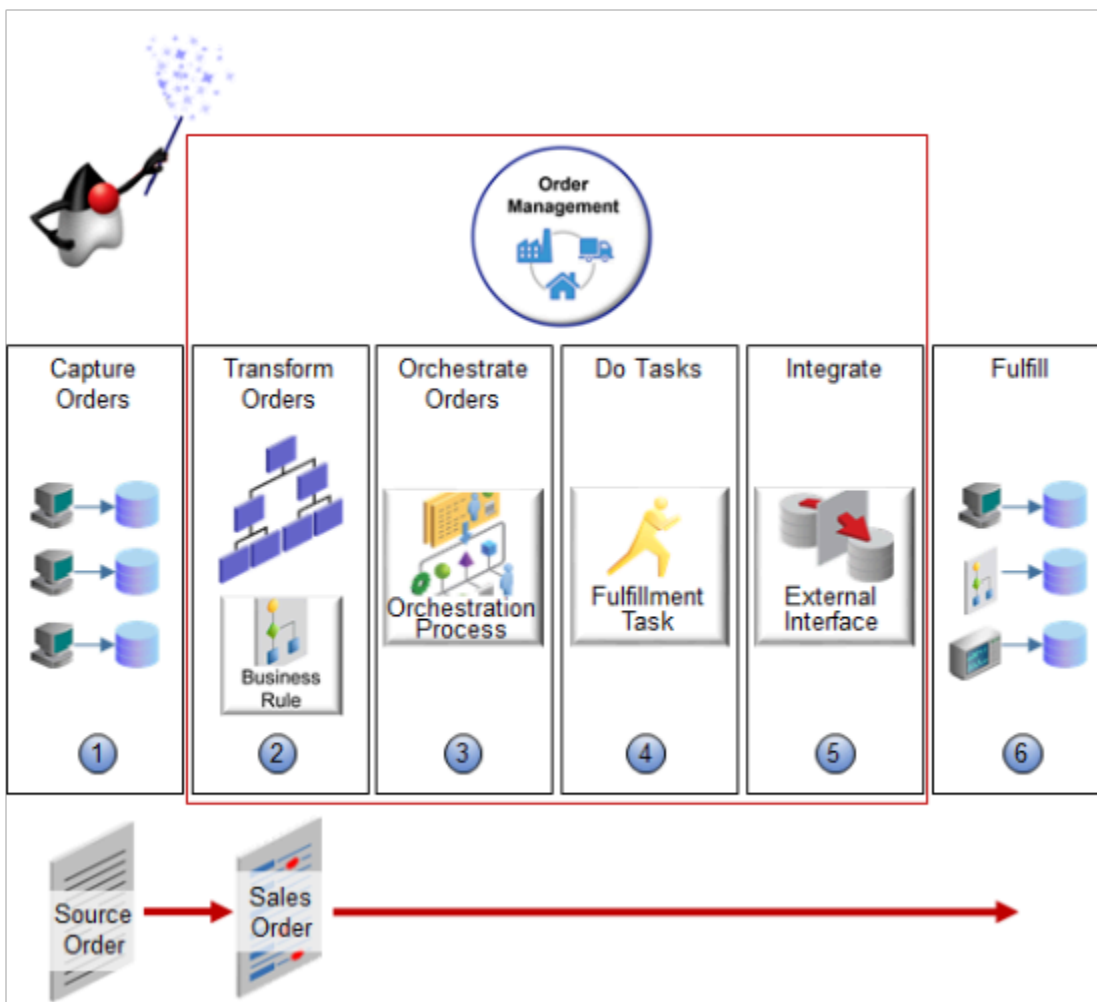 Order
Management
Capture
Orders
Transform
Orders
Orchestrate
Orders
Do Tasks
Integrate
Fulfill
Business
Rule
Orchestration
Process
Fulfillment
Task
External
Interface
1
2
3
4
5
6
Source
Order
Sales
Order